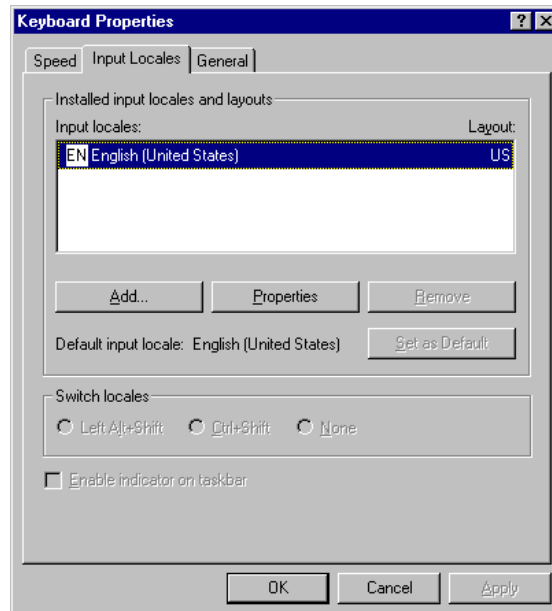 Keyboard Properties
Speed Input Locales General
Installed input locales and layouts
Input locales: Layout:
EN English (United States) US
Add... Properties Remove
Default input locale: English (United States) Set as Default
Switch locales
Left Alt+Shift Ctrl+Shift None
Enable indicator on taskbar
OK Cancel Apply